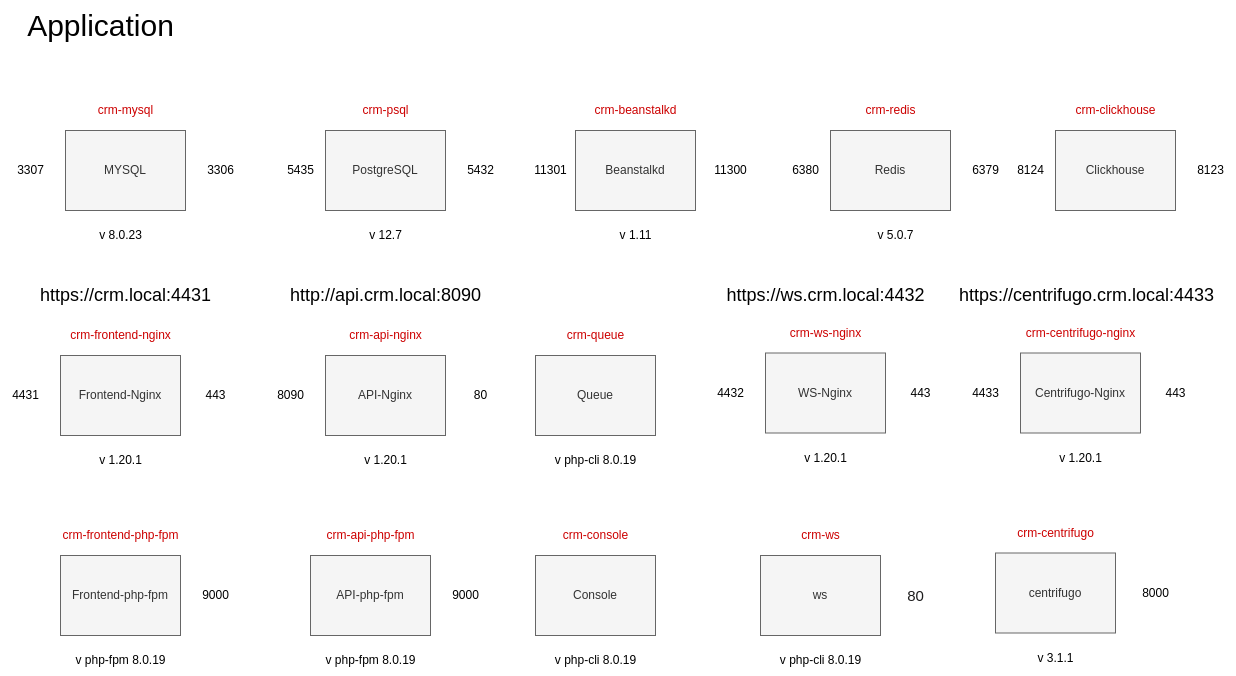 Application
crm-mysql
crm-psql
crm-beanstalkd
crm-redis
crm-clickhouse
3307
MYSQL
3306
5435
PostgreSQL
5432
11301
Beanstalkd
11300
6380
Redis
6379
8124
Clickhouse
8123
v 8.0.23
v 12.7
v 1.11
v 5.0.7
https://crm.local:4431
http://api.crm.local:8090
https://ws.crm.local:4432
https://centrifugo.crm.local:4433
crm-frontend-nginx
crm-api-nginx
crm-queue
crm-ws-nginx
crm-centrifugo-nginx
4431
Frontend-Nginx
443
8090
API-Nginx
80
Queue
4432
WS-Nginx
443
4433
Centrifugo-Nginx
443
v 1.20.1
v 1.20.1
v php-cli 8.0.19
v 1.20.1
v 1.20.1
crm-frontend-php-fpm
crm-api-php-fpm
crm-console
crm-ws
crm-centrifugo
Frontend-php-fpm
9000
API-php-fpm
9000
Console
ws
80
centrifugo
8000
v php-fpm 8.0.19
v php-fpm 8.0.19
v php-cli 8.0.19
v php-cli 8.0.19
v 3.1.1